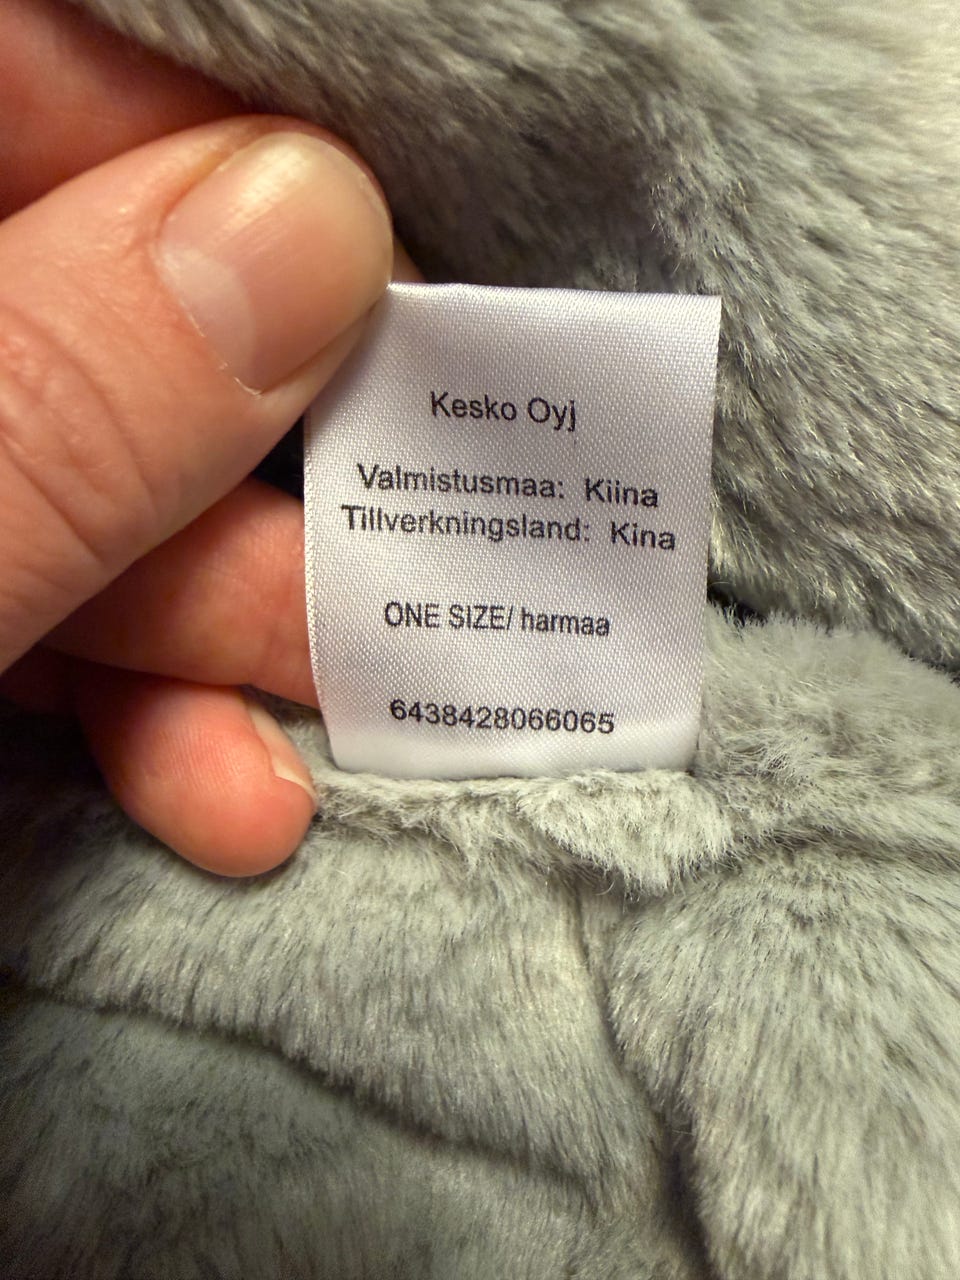 Kesko Oyj
Valmistusmaa: Kiina
Tillverkningsland: Kina
ONE SIZE/ harmaa
6438428066065